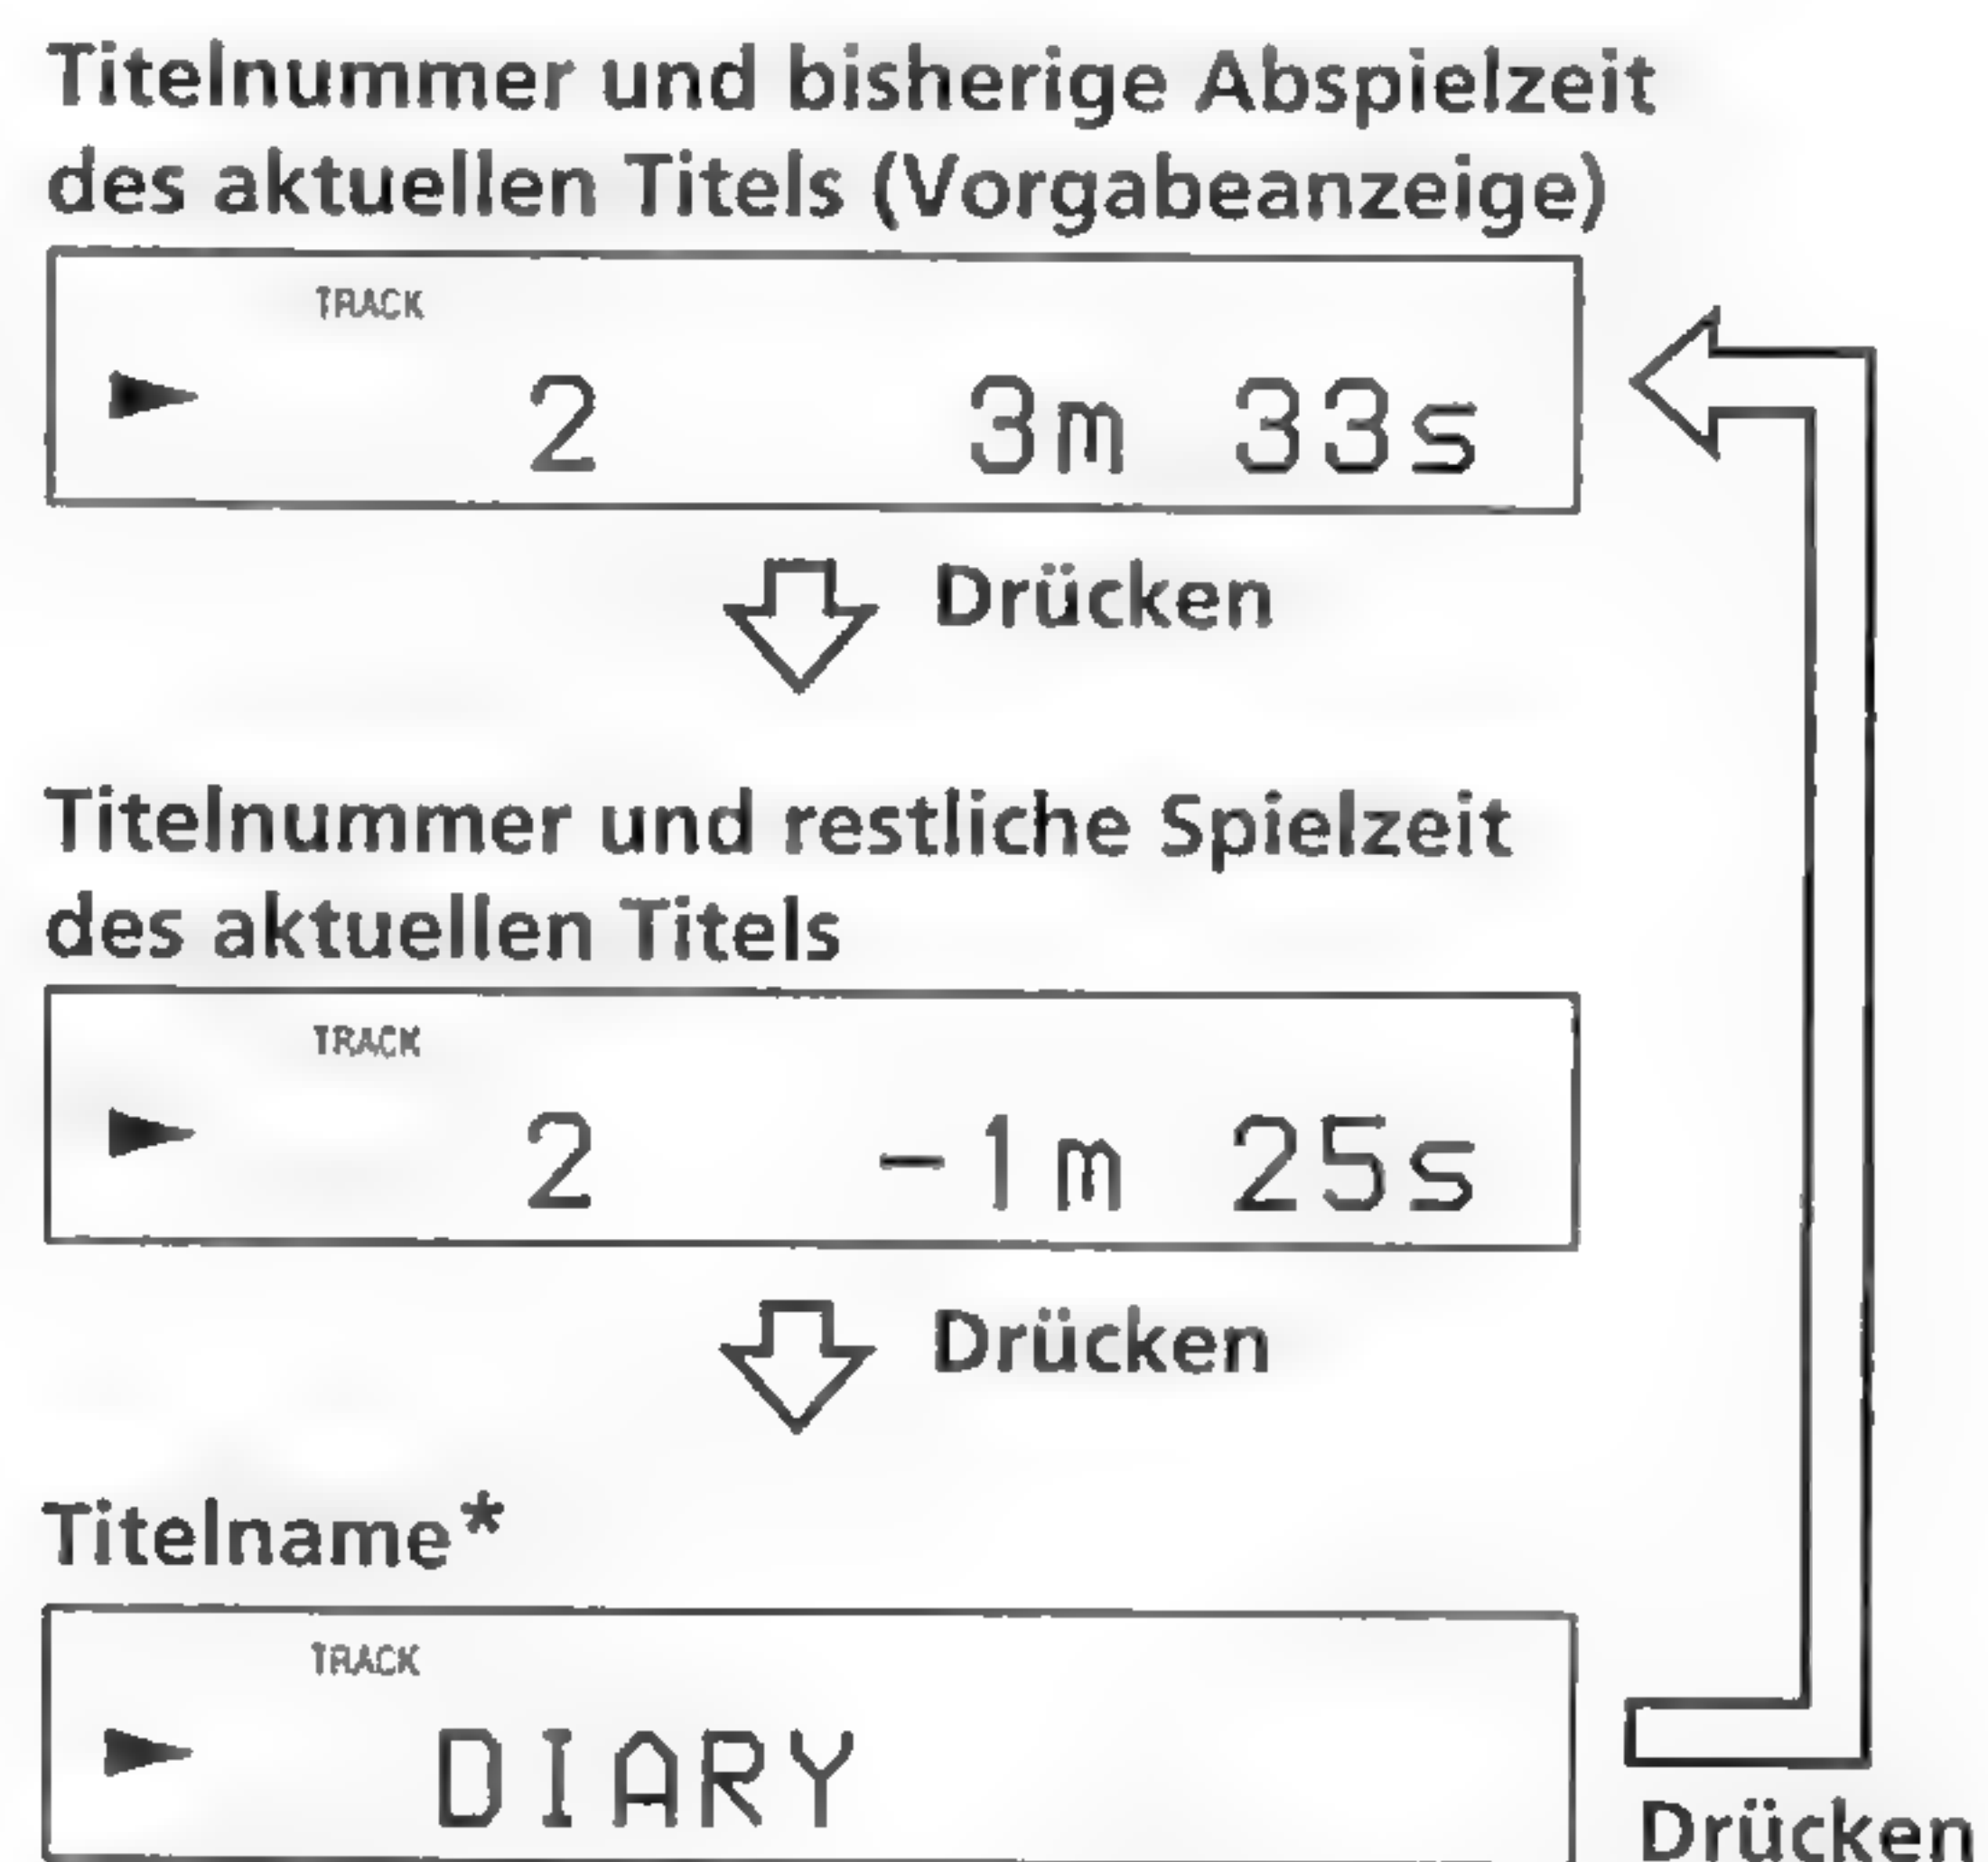 Titelnummer und bisherige Abspielzeit
des aktuellen Titels (Vorgabeanzeige)
TRACK
2 3m 33s
Drücken
Titelnummer und restliche Spielzeit
des aktuellen Titels
TRACK
2 -1m 25s
Drücken
Titelname*
TRACK
DIARY
Drücken